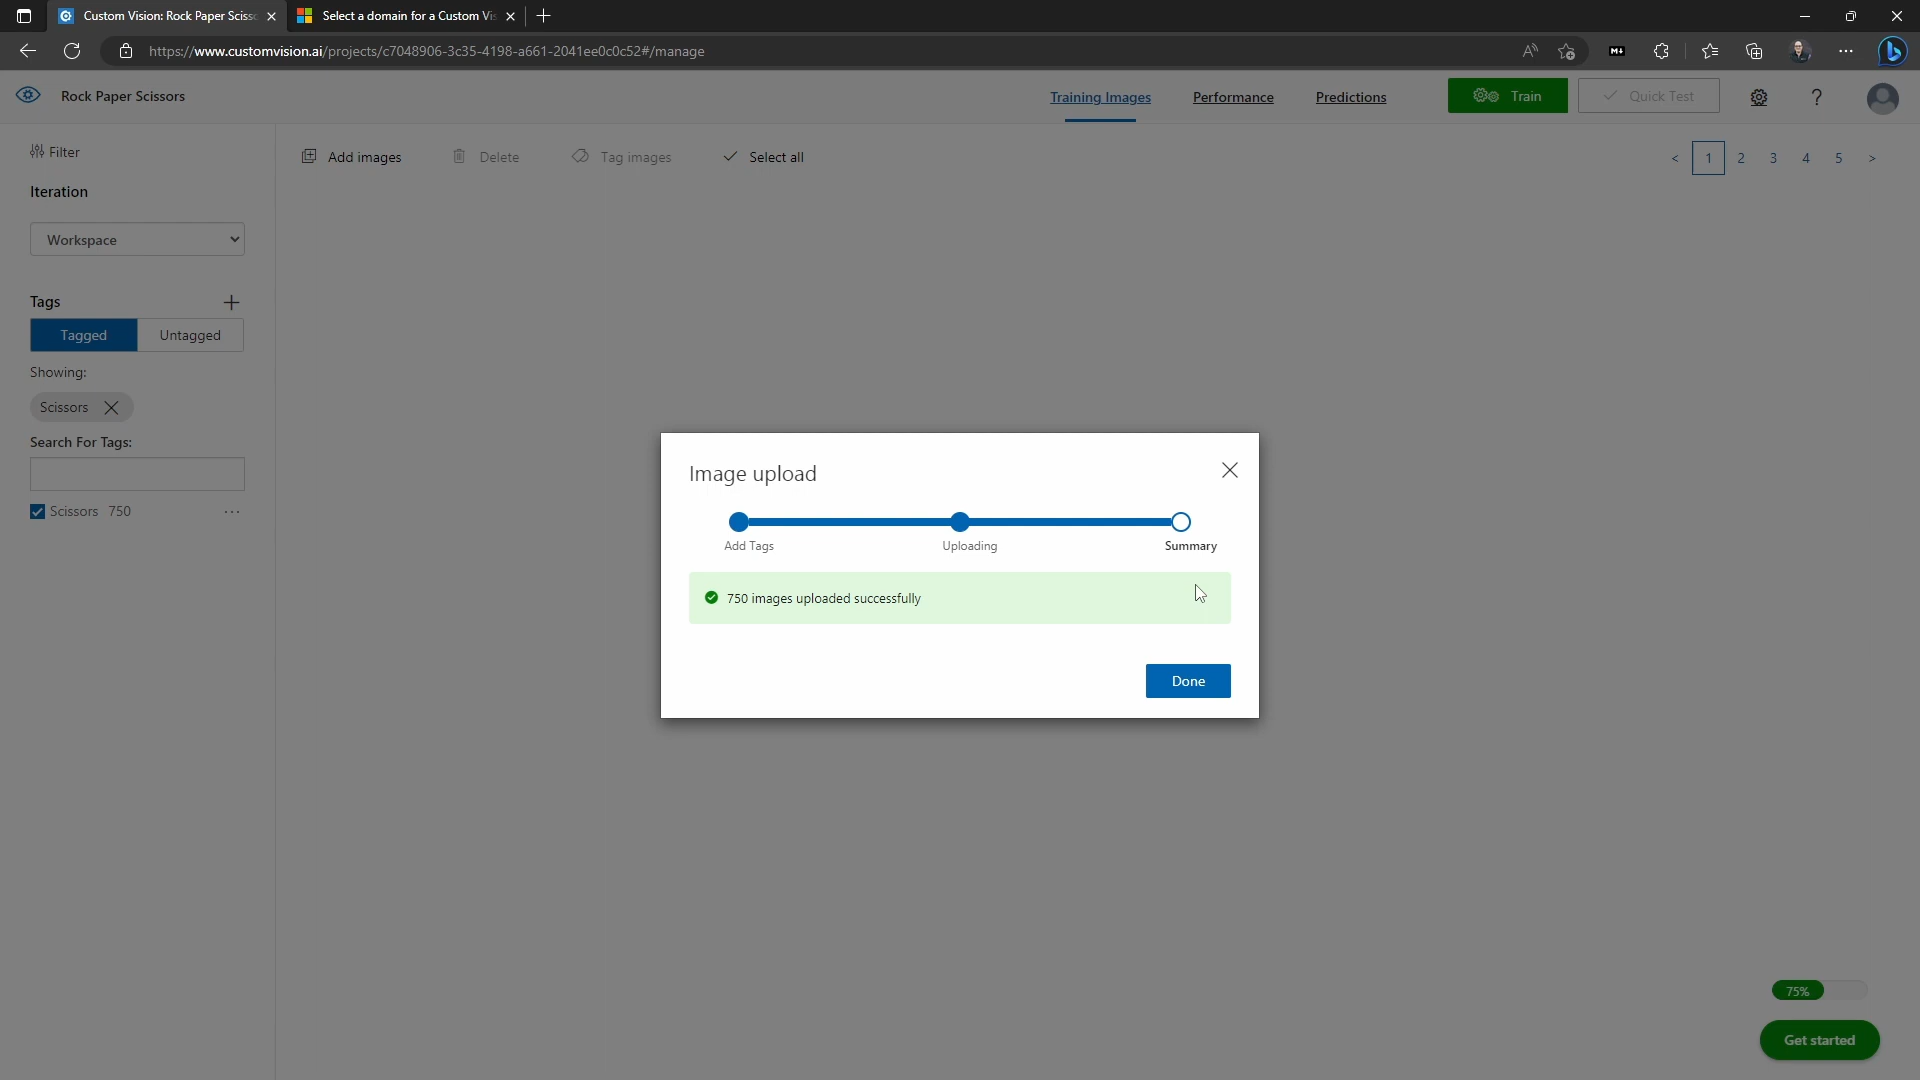 Custom Vision: Rock Paper Scissc
Select a domain for a Custom Vis
https://www.customvision.ai/projects/c7048906-3c35-4198-a661-2041ee0c0c52#/manage
Rock Paper Scissors
Training Images
Performance
Predictions
Train
Quick Test
Filter
Add images
Delete
Tag images
Select all
< 1 2 3 4 5 >
Iteration
Workspace
Tags
Tagged
Untagged
Showing:
Scissors
Search For Tags:
Scissors 750
Image upload
Add Tags
Uploading
Summary
750 images uploaded successfully
Done
75%
Get started